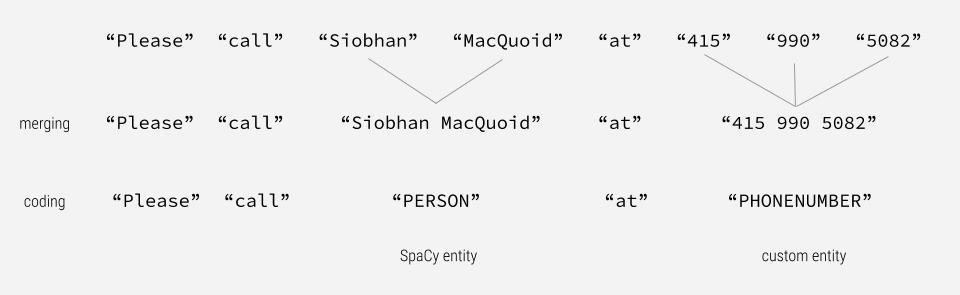 “Please” “call” “Siobhan” “MacQuoid” “at” “415” “990” “5082”
merging “Please” “call” “Siobhan MacQuoid” “at” “415 990 5082”
coding “Please” “call” “PERSON” “at” “PHONENUMBER”
SpaCy entity custom entity